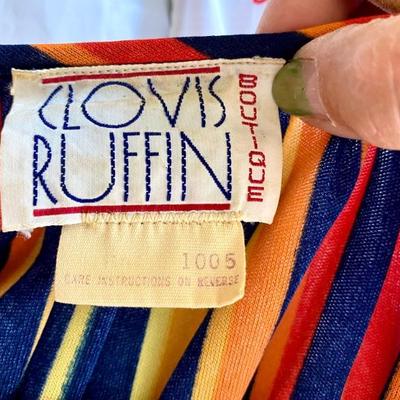 CLOVIS
RUFFIN
BOUTIQUE
1005
CARE INSTRUCTIONS ON REVERSE